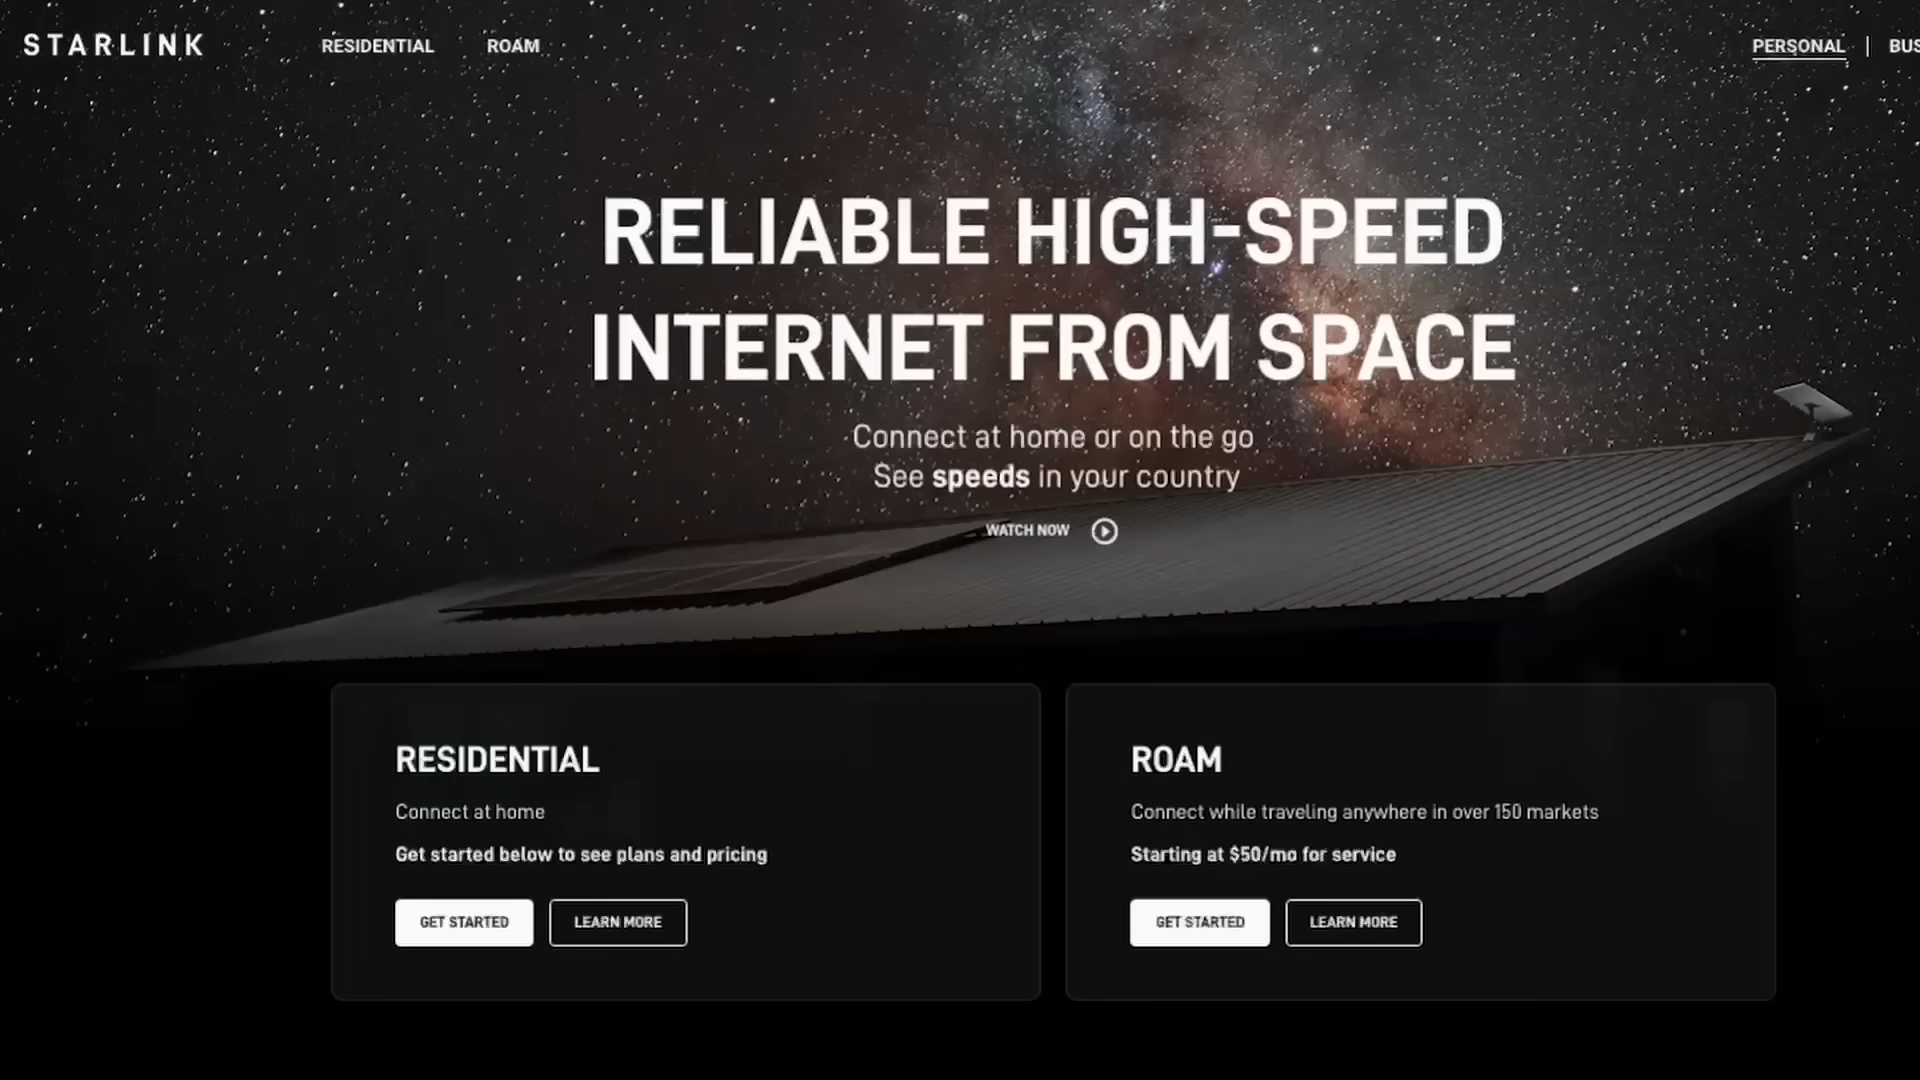 STARLINK
RESIDENTIAL
ROAM
PERSONAL
RELIABLE HIGH-SPEED
INTERNET FROM SPACE
Connect at home or on the go
See speeds in your country
WATCH NOW
RESIDENTIAL
Connect at home
Get started below to see plans and pricing
GET STARTED
LEARN MORE
ROAM
Connect while traveling anywhere in over 150 markets
Starting at $50/mo for service
GET STARTED
LEARN MORE